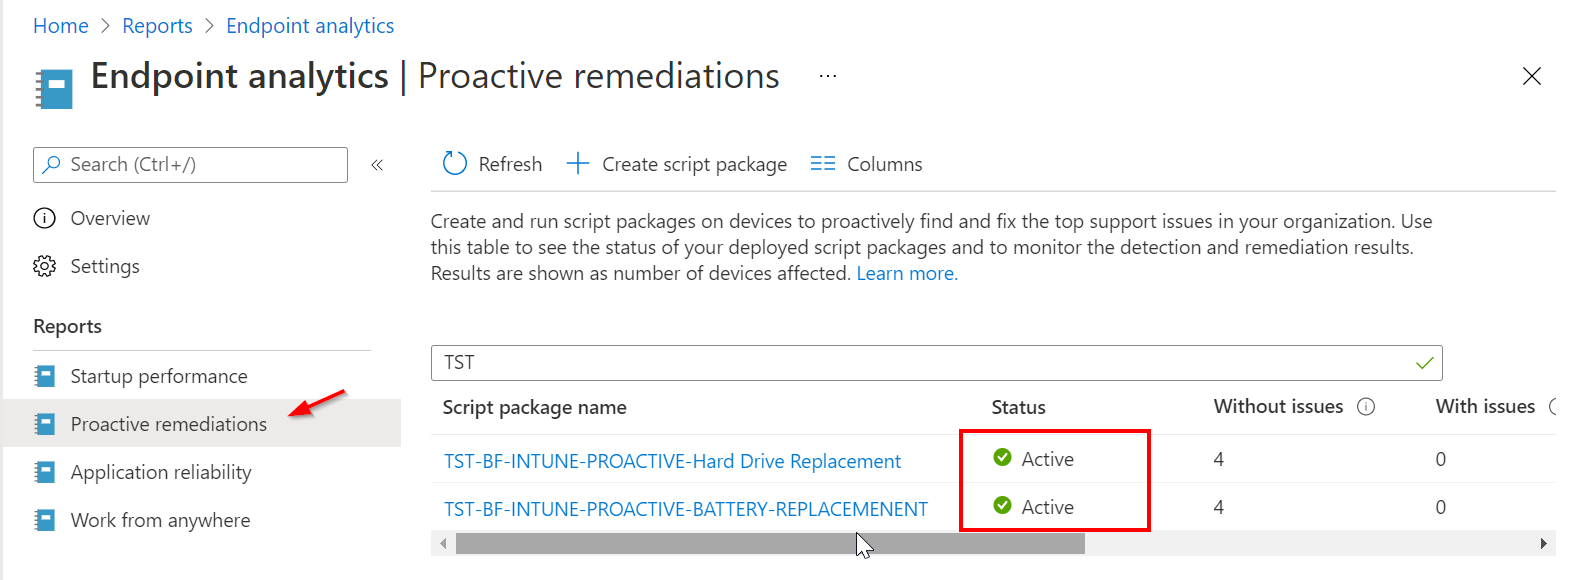 Home > Reports > Endpoint analytics
Endpoint analytics | Proactive remediations ...
Search (Ctrl+/)
«
Overview
Settings
Reports
Startup performance
Proactive remediations
Application reliability
Work from anywhere
Refresh + Create script package Columns
Create and run script packages on devices to proactively find and fix the top support issues in your organization. Use
this table to see the status of your deployed script packages and to monitor the detection and remediation results.
Results are shown as number of devices affected. Learn more.
TST
Script package name Status Without issues With issues
TST-BF-INTUNE-PROACTIVE-Hard Drive Replacement Active 4 0
TST-BF-INTUNE-PROACTIVE-BATTERY-REPLACEMENENT Active 4 0